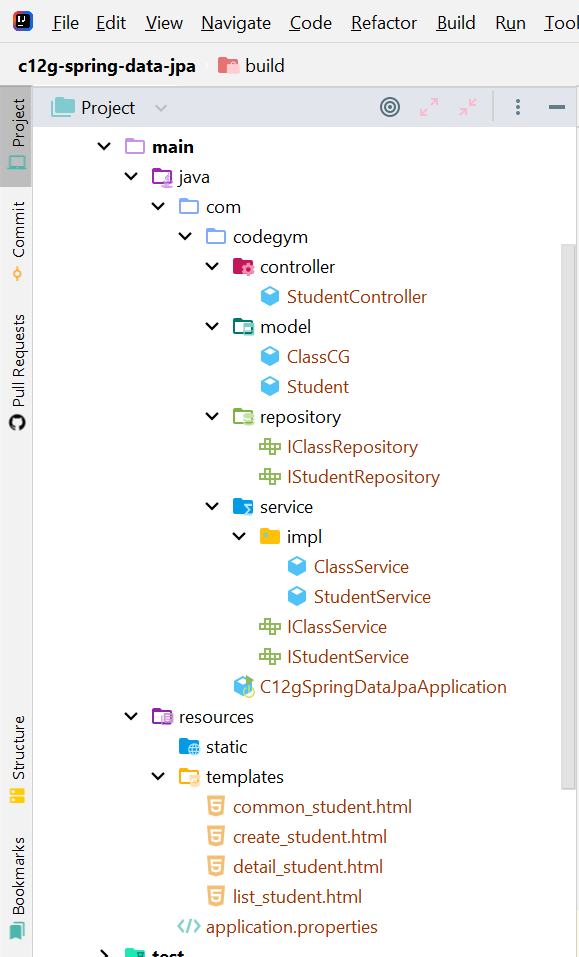 File Edit View Navigate Code Refactor Build Run Tool
c12g-spring-data-jpa build
Project
Project
Commit
Pull Requests
Structure
Bookmarks
main
java
com
codegym
controller
StudentController
model
ClassCG
Student
repository
IClassRepository
IStudentRepository
service
impl
ClassService
StudentService
IClassService
IStudentService
C12gSpringDataJpaApplication
resources
static
templates
common_student.html
create_student.html
detail_student.html
list_student.html
application.properties
test